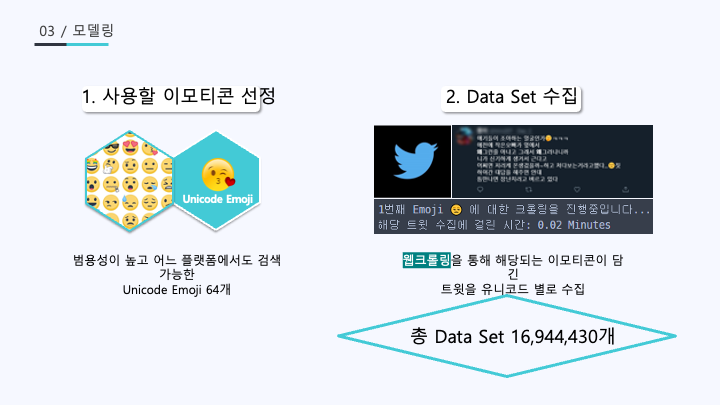 03 / 모델링
1. 사용할 이모티콘 선정
2. Data Set 수집
Unicode Emoji
1번째 Emoji 😔 에 대한 크롤링을 진행중입니다...
해당 트윗 수집에 걸린 시간: 0.02 Minutes
범용성이 높고 어느 플랫폼에서도 검색
가능한
Unicode Emoji 64개
웹크롤링을 통해 해당되는 이모티콘이 담
긴
트윗을 유니코드 별로 수집
총 Data Set 16,944,430개